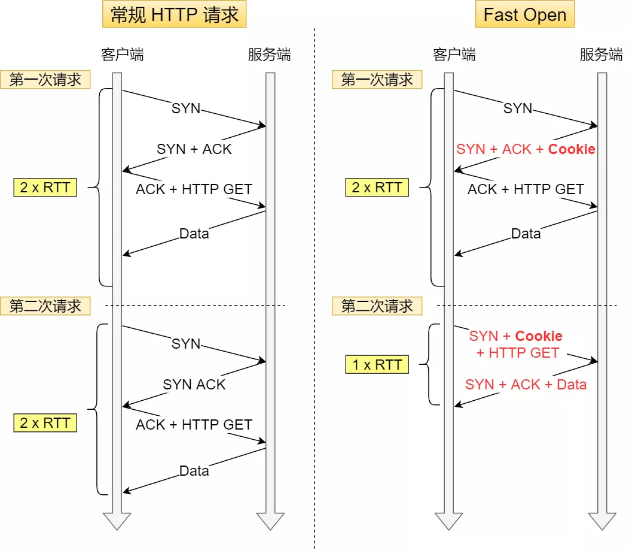 常规 HTTP 请求
客户端
服务端
第一次请求
SYN
SYN + ACK
2 x RTT
ACK + HTTP GET
Data
第二次请求
SYN
SYN ACK
2 x RTT
ACK + HTTP GET
Data
Fast Open
客户端
服务端
第一次请求
SYN
SYN + ACK + Cookie
2 x RTT
ACK + HTTP GET
Data
第二次请求
SYN + Cookie
+ HTTP GET
1 x RTT
SYN + ACK + Data